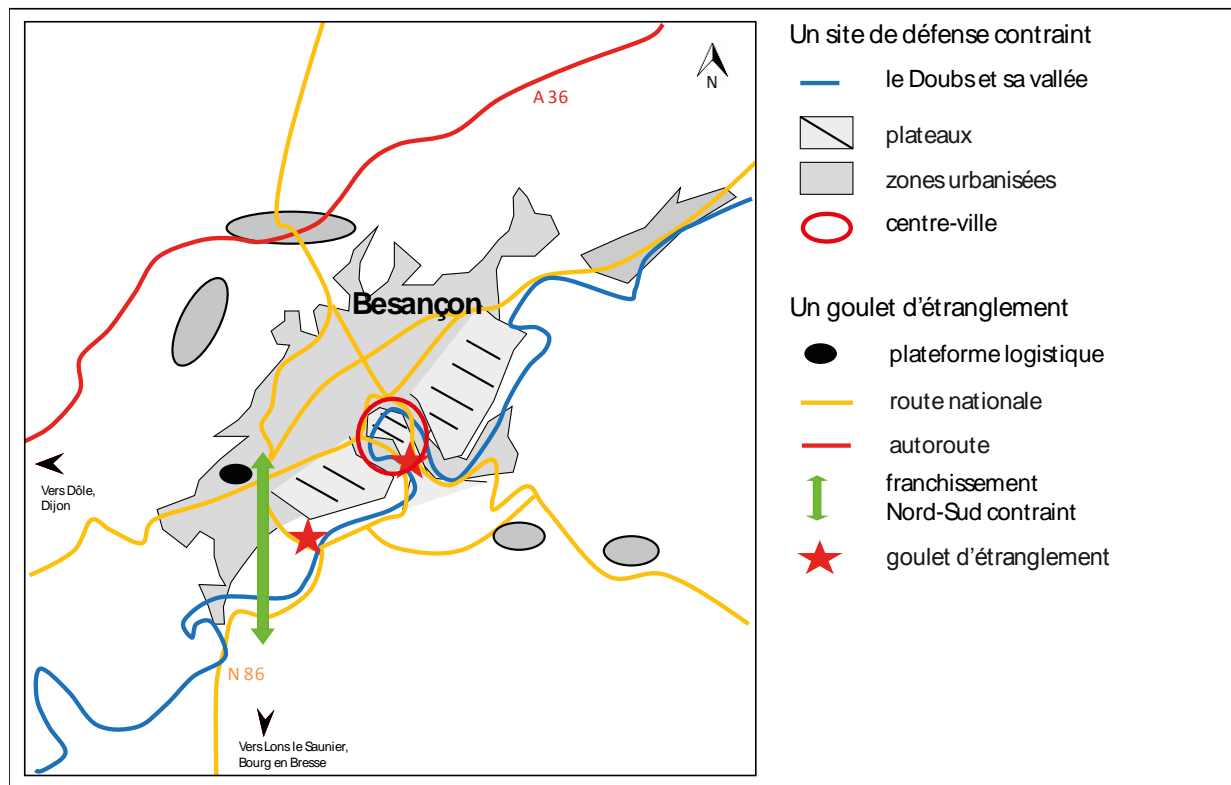 N
A 36
Besançon
Vers Dôle,
Dijon
N 86
Vers Lons le Saunier,
Bourg en Bresse
Un site de défense contraint
le Doubs et sa vallée
plateaux
zones urbanisées
centre-ville
Un goulet d'étranglement
plateforme logistique
route nationale
autoroute
franchissement
Nord-Sud contraint
goulet d'étranglement